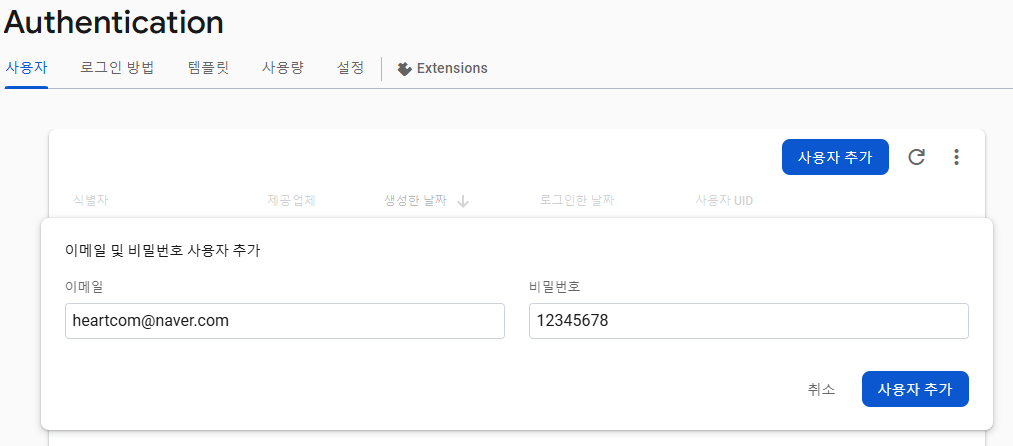 Authentication
사용자 로그인 방법 템플릿 사용량 설정 Extensions
사용자 추가
식별자 제공업체 생성한 날짜 로그인한 날짜 사용자 UID
이메일 및 비밀번호 사용자 추가
이메일 비밀번호
heartcom@naver.com 12345678
취소 사용자 추가